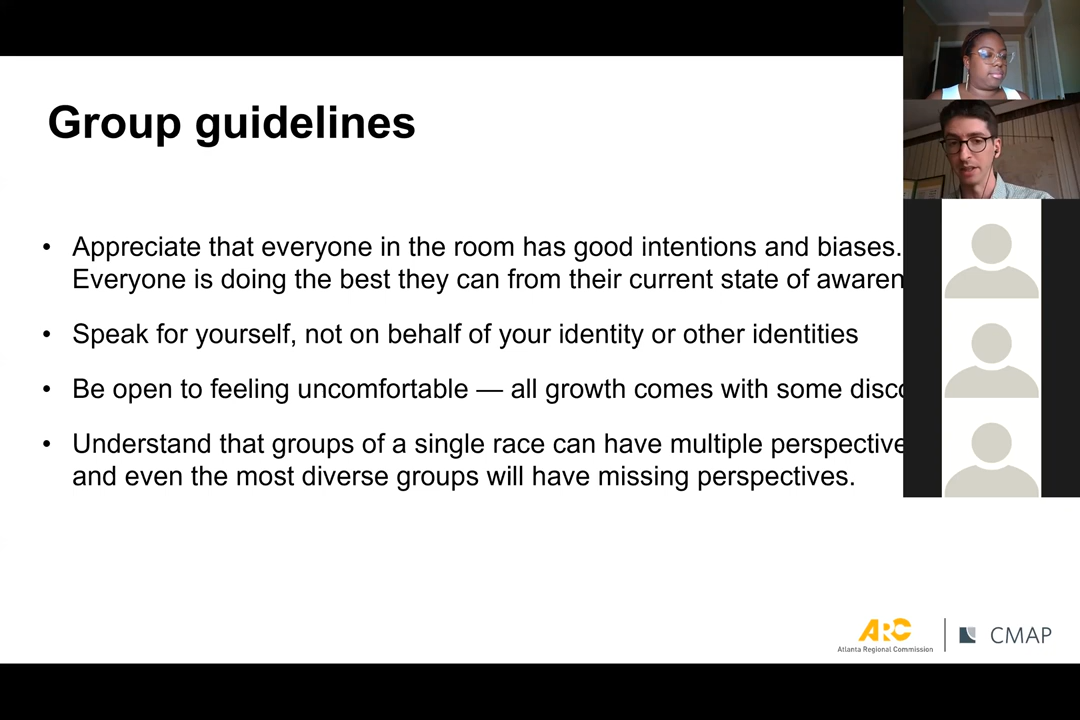 Group guidelines
• Appreciate that everyone in the room has good intentions and biases.
Everyone is doing the best they can from their current state of
• Speak for yourself, not on behalf of your identity or other identities
• Be open to feeling uncomfortable — all growth comes with some
• Understand that groups of a single race can have multiple
and even the most diverse groups will have missing perspectives.
ARC
Atlanta Regional Commission
CMAP